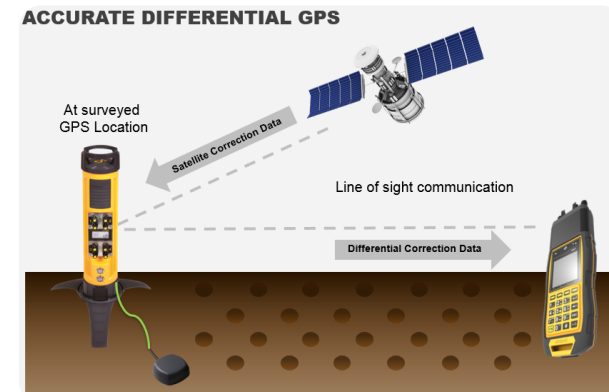 ACCURATE DIFFERENTIAL GPS
At surveyed
GPS Location
Satellite Correction Data
Line of sight communication
Differential Correction Data